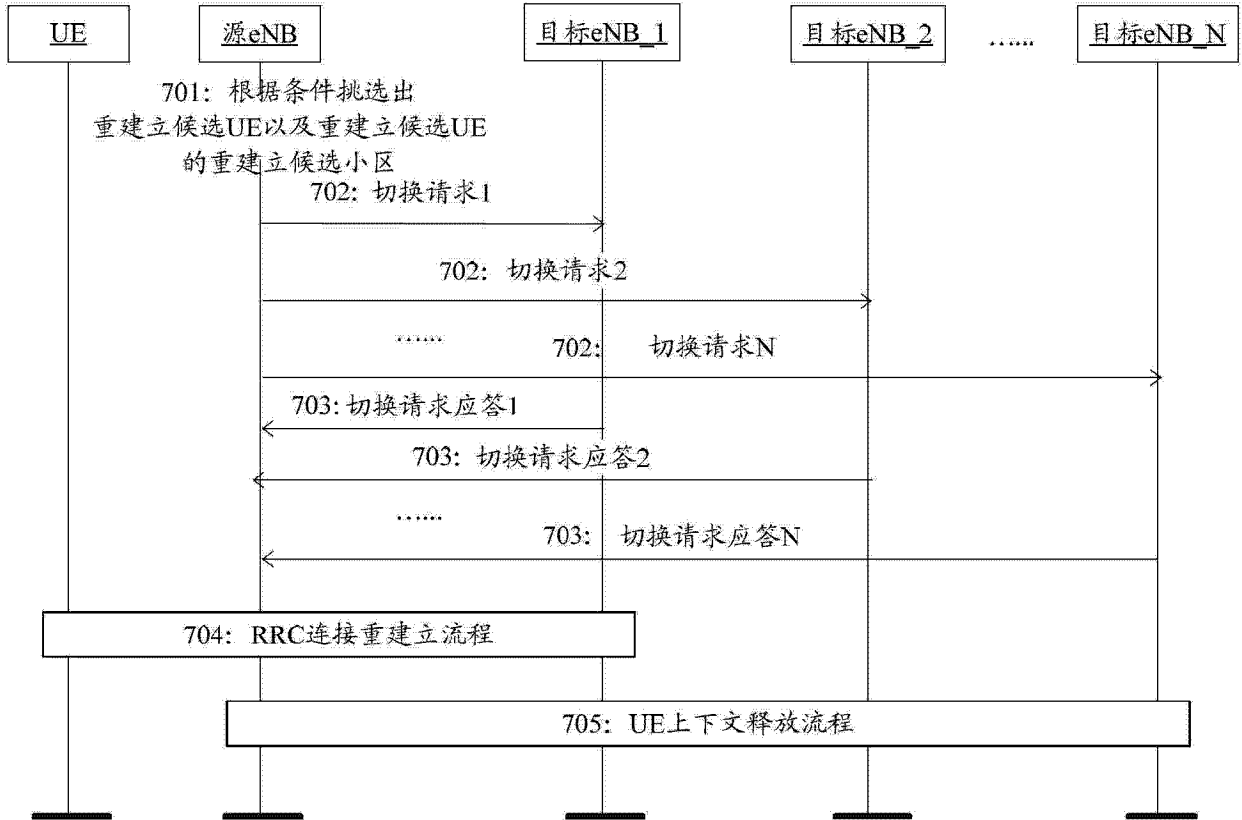 UE
源eNB
目标eNB_1
目标eNB_2
……
目标eNB_N
701：根据条件挑选出
重建立候选UE以及重建立候选UE
的重建立候选小区
702：切换请求1
702：切换请求2
……
702： 切换请求N
703：切换请求应答1
703：切换请求应答2
……
703： 切换请求应答N
704：RRC连接重建立流程
705：UE上下文释放流程